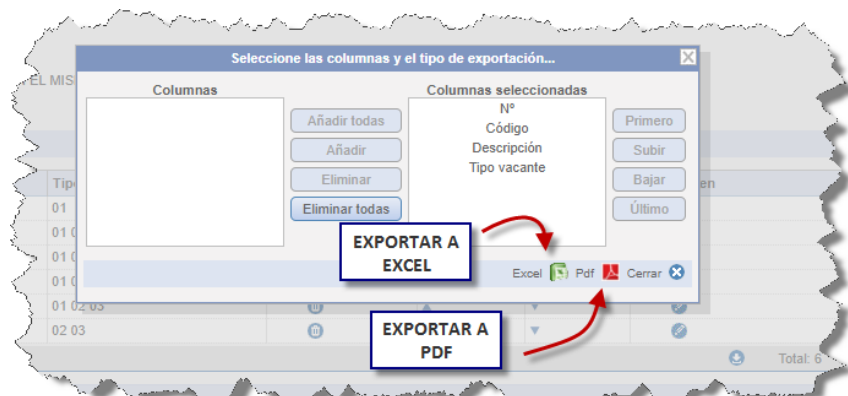 Seleccione las columnas y el tipo de exportación...
EL MIS
Columnas
Columnas seleccionadas
Añadir todas
Añadir
Eliminar
Eliminar todas
Nº
Código
Descripción
Tipo vacante
Primero
Subir
Bajar
Último
Tip
en
01
01 0
01 0
01 0
EXPORTAR A
EXCEL
Excel Pdf Cerrar
01 02 03
02 03
EXPORTAR A
PDF
Total: 6